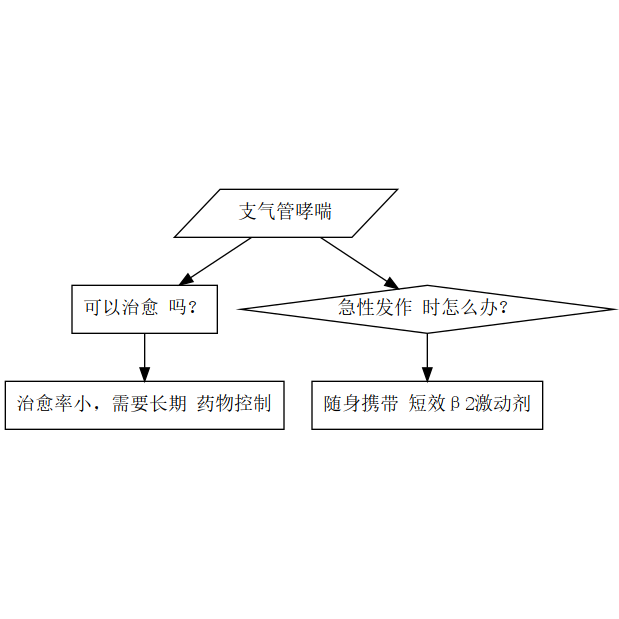 支气管哮喘
可以治愈 吗？
急性发作 时怎么办？
治愈率小，需要长期 药物控制
随身携带 短效β2激动剂